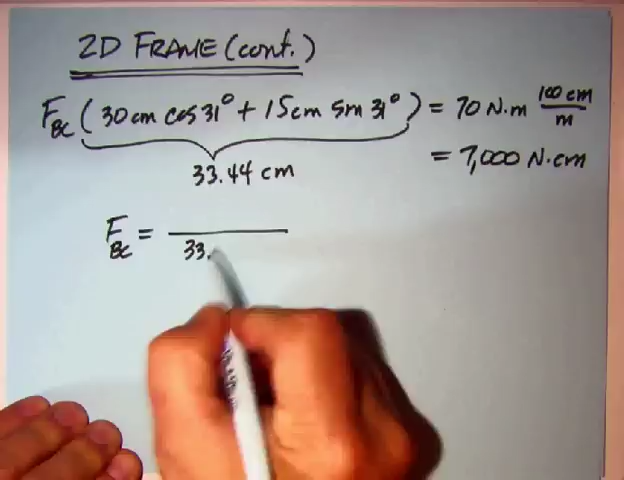 2D FRAME (cont.)
F_BC (30 cm cos 31° + 15 cm sin 31°) = 70 N·m 100 cm/m
33.44 cm = 7,000 N·cm
F_BC = /33.